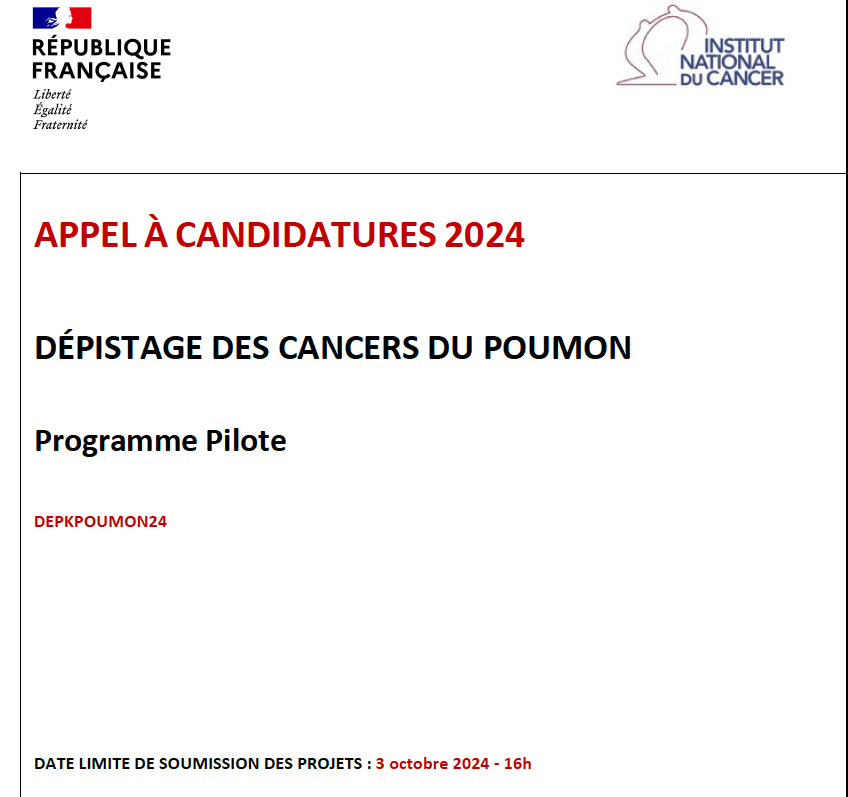 RÉPUBLIQUE
FRANÇAISE
Liberté
Égalité
Fraternité
INSTITUT
NATIONAL
DU CANCER
APPEL À CANDIDATURES 2024
DÉPISTAGE DES CANCERS DU POUMON
Programme Pilote
DEPKPOUMON24
DATE LIMITE DE SOUMISSION DES PROJETS : 3 octobre 2024 - 16h